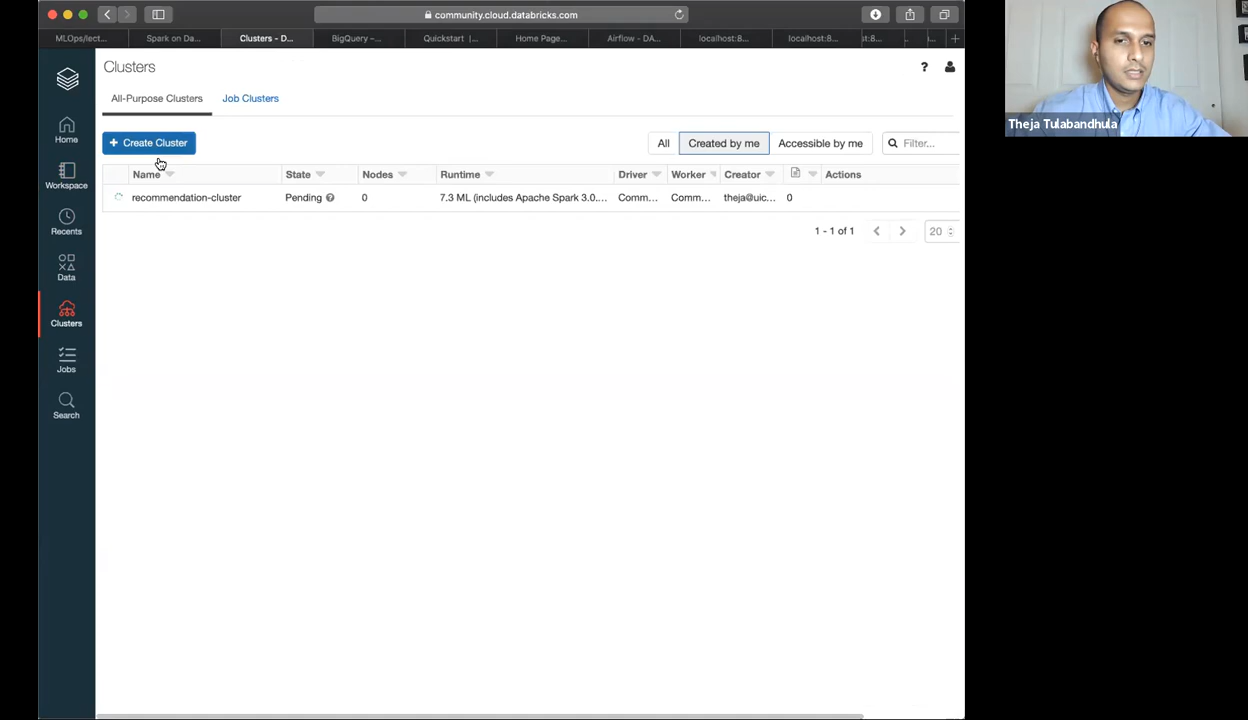 community.cloud.databricks.com
MLOps/lect... Spark on Da... Clusters - D... BigQuery –... Quickstart |... Home Page... Airflow - DA... localhost:8... localhost:8... st:8...
Clusters
?
All-Purpose Clusters Job Clusters
+ Create Cluster All Created by me Accessible by me Filter...
Name State Nodes Runtime Driver Worker Creator Actions
recommendation-cluster Pending ? 0 7.3 ML (includes Apache Spark 3.0.... Comm... Comm... theja@uic... 0
1 - 1 of 1 20
Home
Workspace
Recents
Data
Clusters
Jobs
Search
Theja Tulabandhula